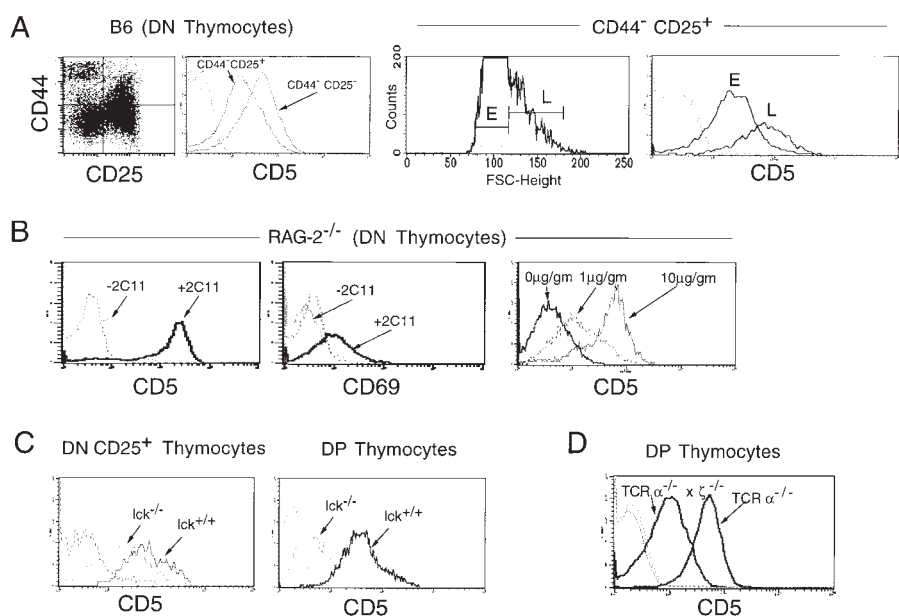 A
B6 (DN Thymocytes)
CD44⁻ CD25⁺
CD44
CD25
CD44⁻CD25⁺
CD44⁻ CD25⁻
CD5
Counts
200
0
E
L
0 50 100 150 200 250
FSC-Height
E
L
CD5
B
RAG-2⁻/⁻ (DN Thymocytes)
-2C11
+2C11
CD5
-2C11
+2C11
CD69
0μg/gm
1μg/gm
10μg/gm
CD5
C
DN CD25⁺ Thymocytes
lck⁻/⁻
lck⁺/⁺
CD5
DP Thymocytes
lck⁻/⁻
lck⁺/⁺
CD5
D
DP Thymocytes
TCR α⁻/⁻ x ζ⁻/⁻
TCR α⁻/⁻
CD5